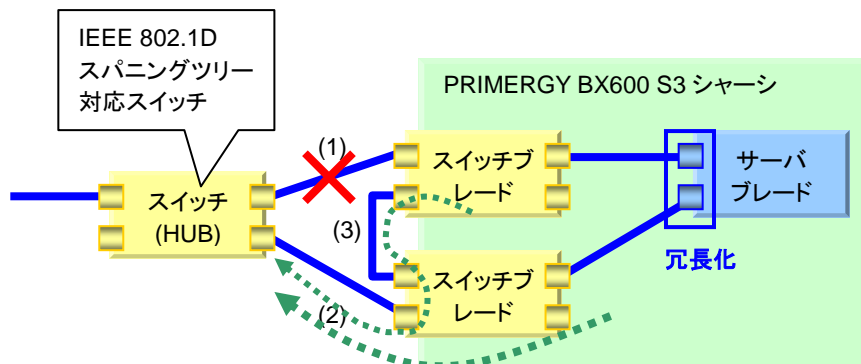 IEEE 802.1D
スパニングツリー
対応スイッチ
PRIMERGY BX600 S3 シャーシ
(1)
スイッチブ
レード
サーバ
ブレード
スイッチ
(HUB)
(3)
冗長化
スイッチブ
レード
(2)